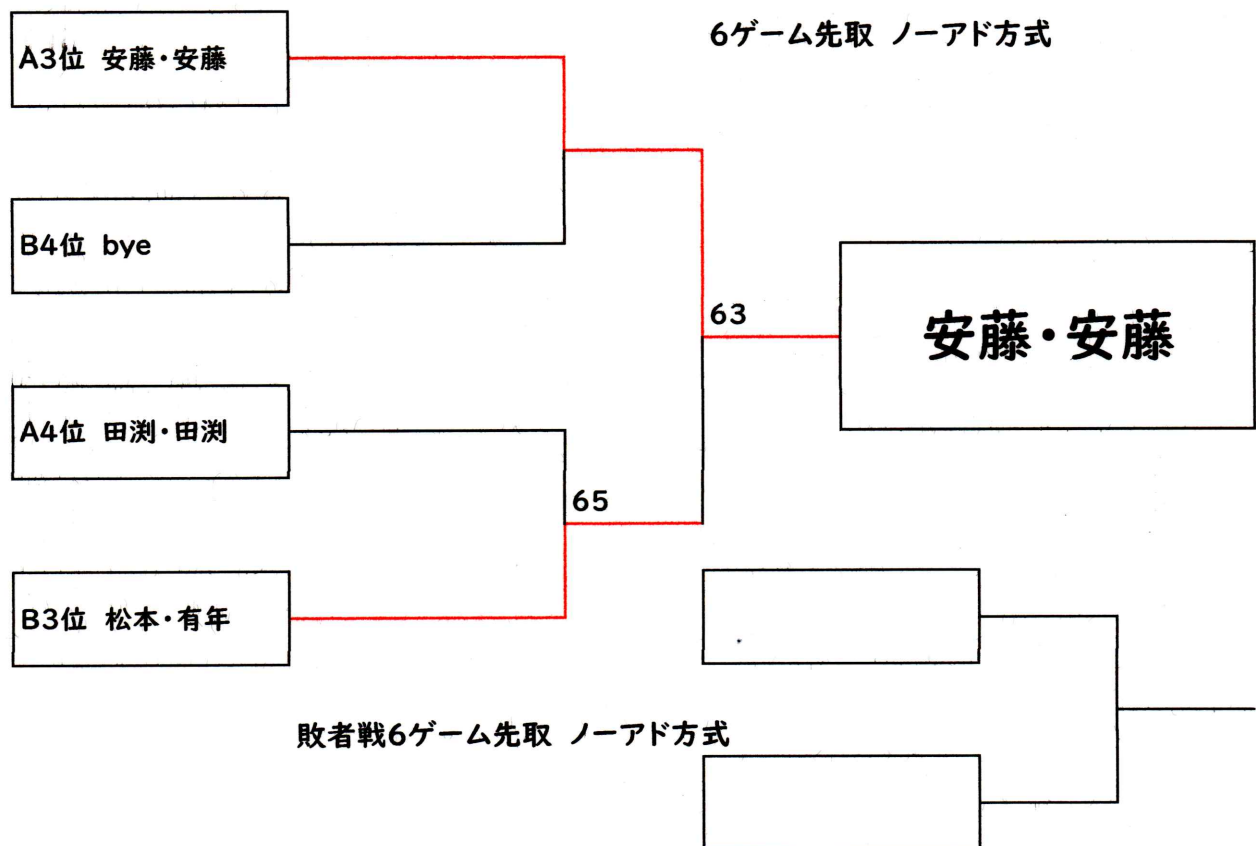 6ゲーム先取 ノーアド方式
A3位 安藤・安藤
B4位 bye
63
安藤・安藤
A4位 田渕・田渕
65
B3位 松本・有年
敗者戦6ゲーム先取 ノーアド方式